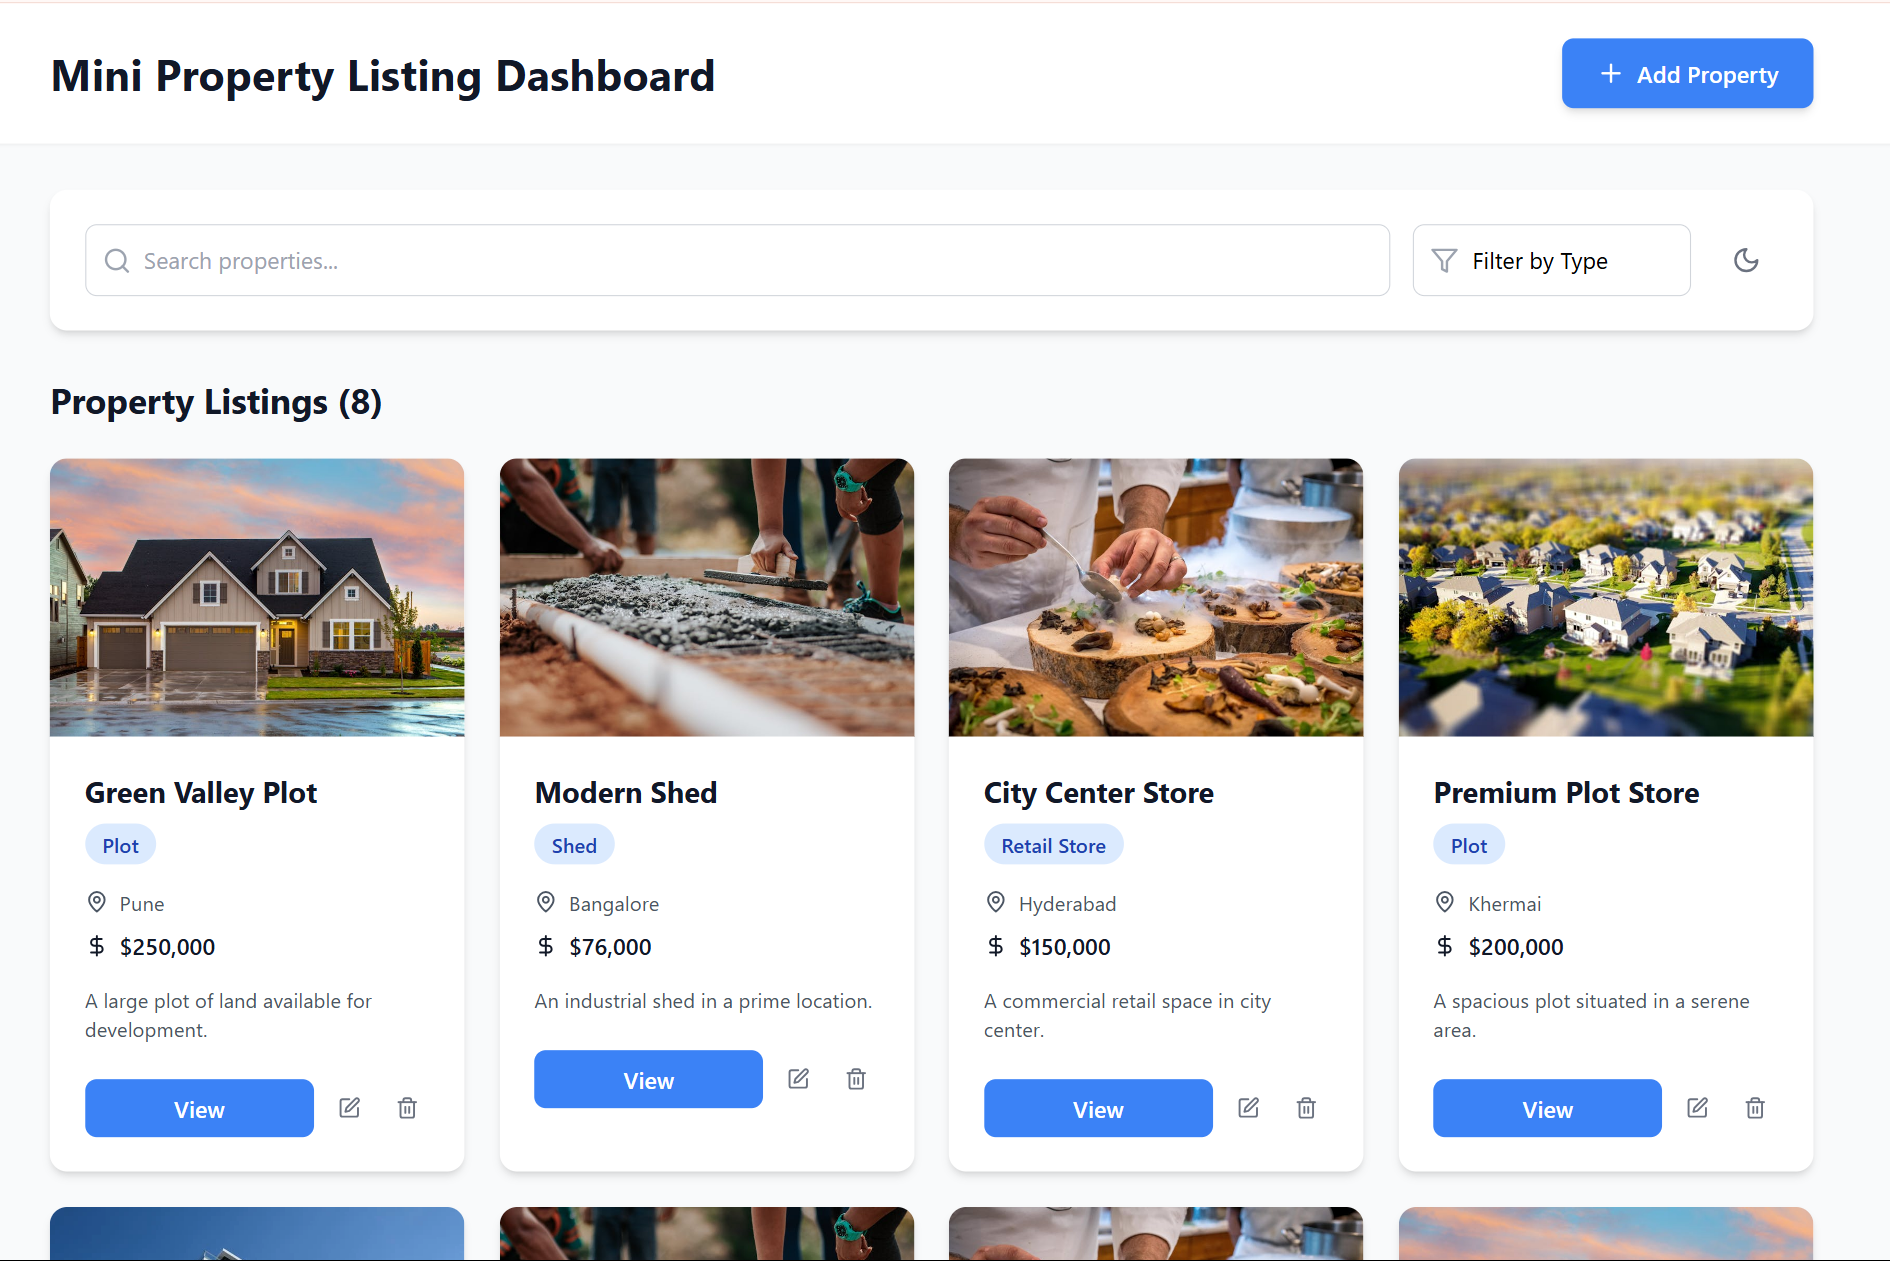 Mini Property Listing Dashboard
Add Property
Search properties...
Filter by Type
Property Listings (8)
Green Valley Plot
Plot
Pune
$ $250,000
A large plot of land available for
development.
View
Modern Shed
Shed
Bangalore
$ $76,000
An industrial shed in a prime location.
View
City Center Store
Retail Store
Hyderabad
$ $150,000
A commercial retail space in city
center.
View
Premium Plot Store
Plot
Khermai
$ $200,000
A spacious plot situated in a serene
area.
View